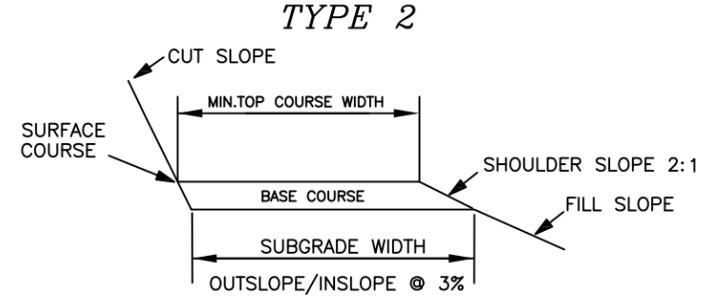 TYPE 2
CUT SLOPE
MIN.TOP COURSE WIDTH
SURFACE
COURSE
SHOULDER SLOPE 2:1
BASE COURSE
FILL SLOPE
SUBGRADE WIDTH
OUTSLOPE/INSLOPE @ 3%